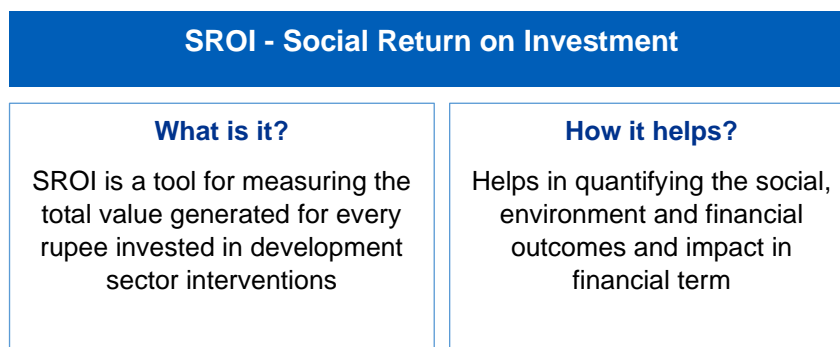 SROI - Social Return on Investment
What is it?
SROI is a tool for measuring the
total value generated for every
rupee invested in development
sector interventions
How it helps?
Helps in quantifying the social,
environment and financial
outcomes and impact in
financial term